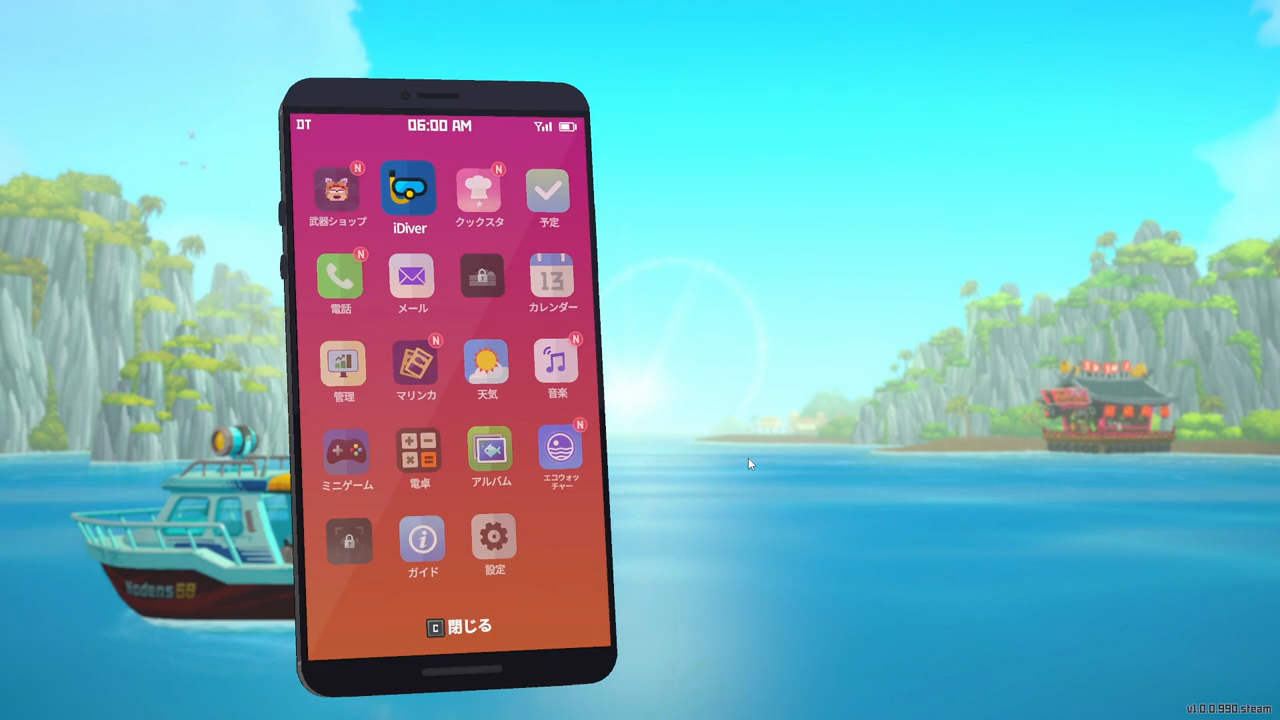 DT 06:00 AM
N N
武器ショップ iDiver クックスタ 予定
N
13
電話 メール カレンダー
N N
管理 マリンカ 天気 音楽
N
ミニゲーム 電卓 アルバム エコウォッ
チャー
ガイド 設定
C 閉じる
Nodens 58
v1.0.0.990.steam